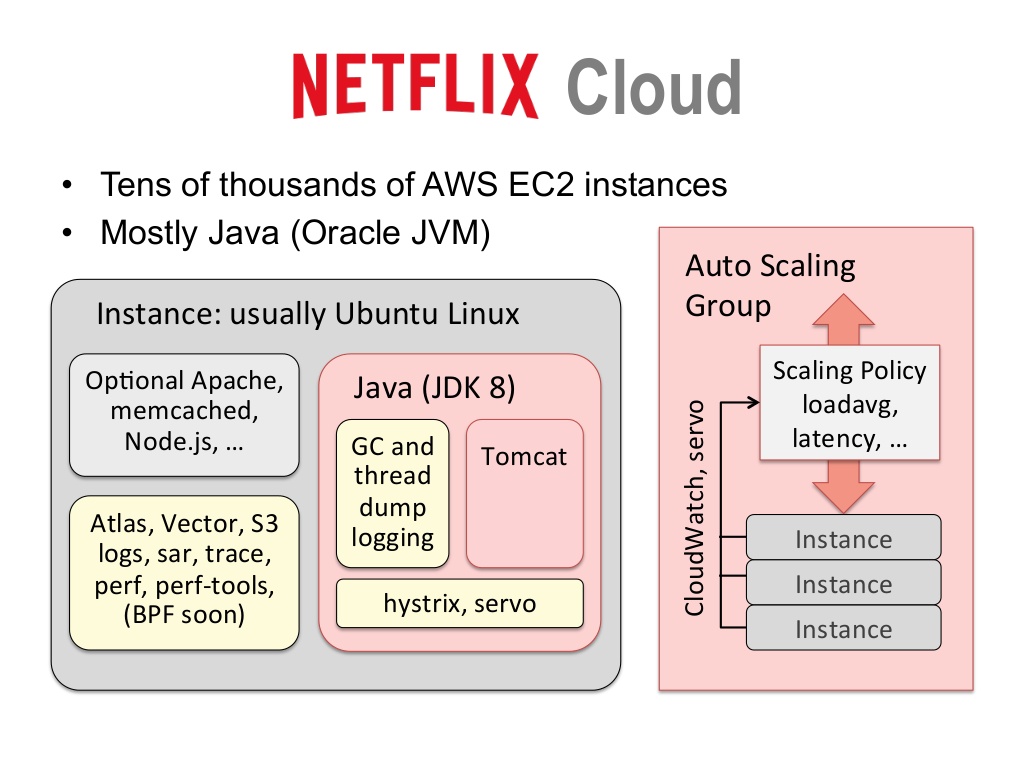 NETFLIX Cloud
• Tens of thousands of AWS EC2 instances
• Mostly Java (Oracle JVM)
Instance: usually Ubuntu Linux
Optional Apache,
memcached,
Node.js, ...
Atlas, Vector, S3
logs, sar, trace,
perf, perf-tools,
(BPF soon)
Java (JDK 8)
GC and
thread
dump
logging
Tomcat
hystrix, servo
Auto Scaling
Group
Scaling Policy
loadavg,
latency, ...
CloudWatch, servo
Instance
Instance
Instance